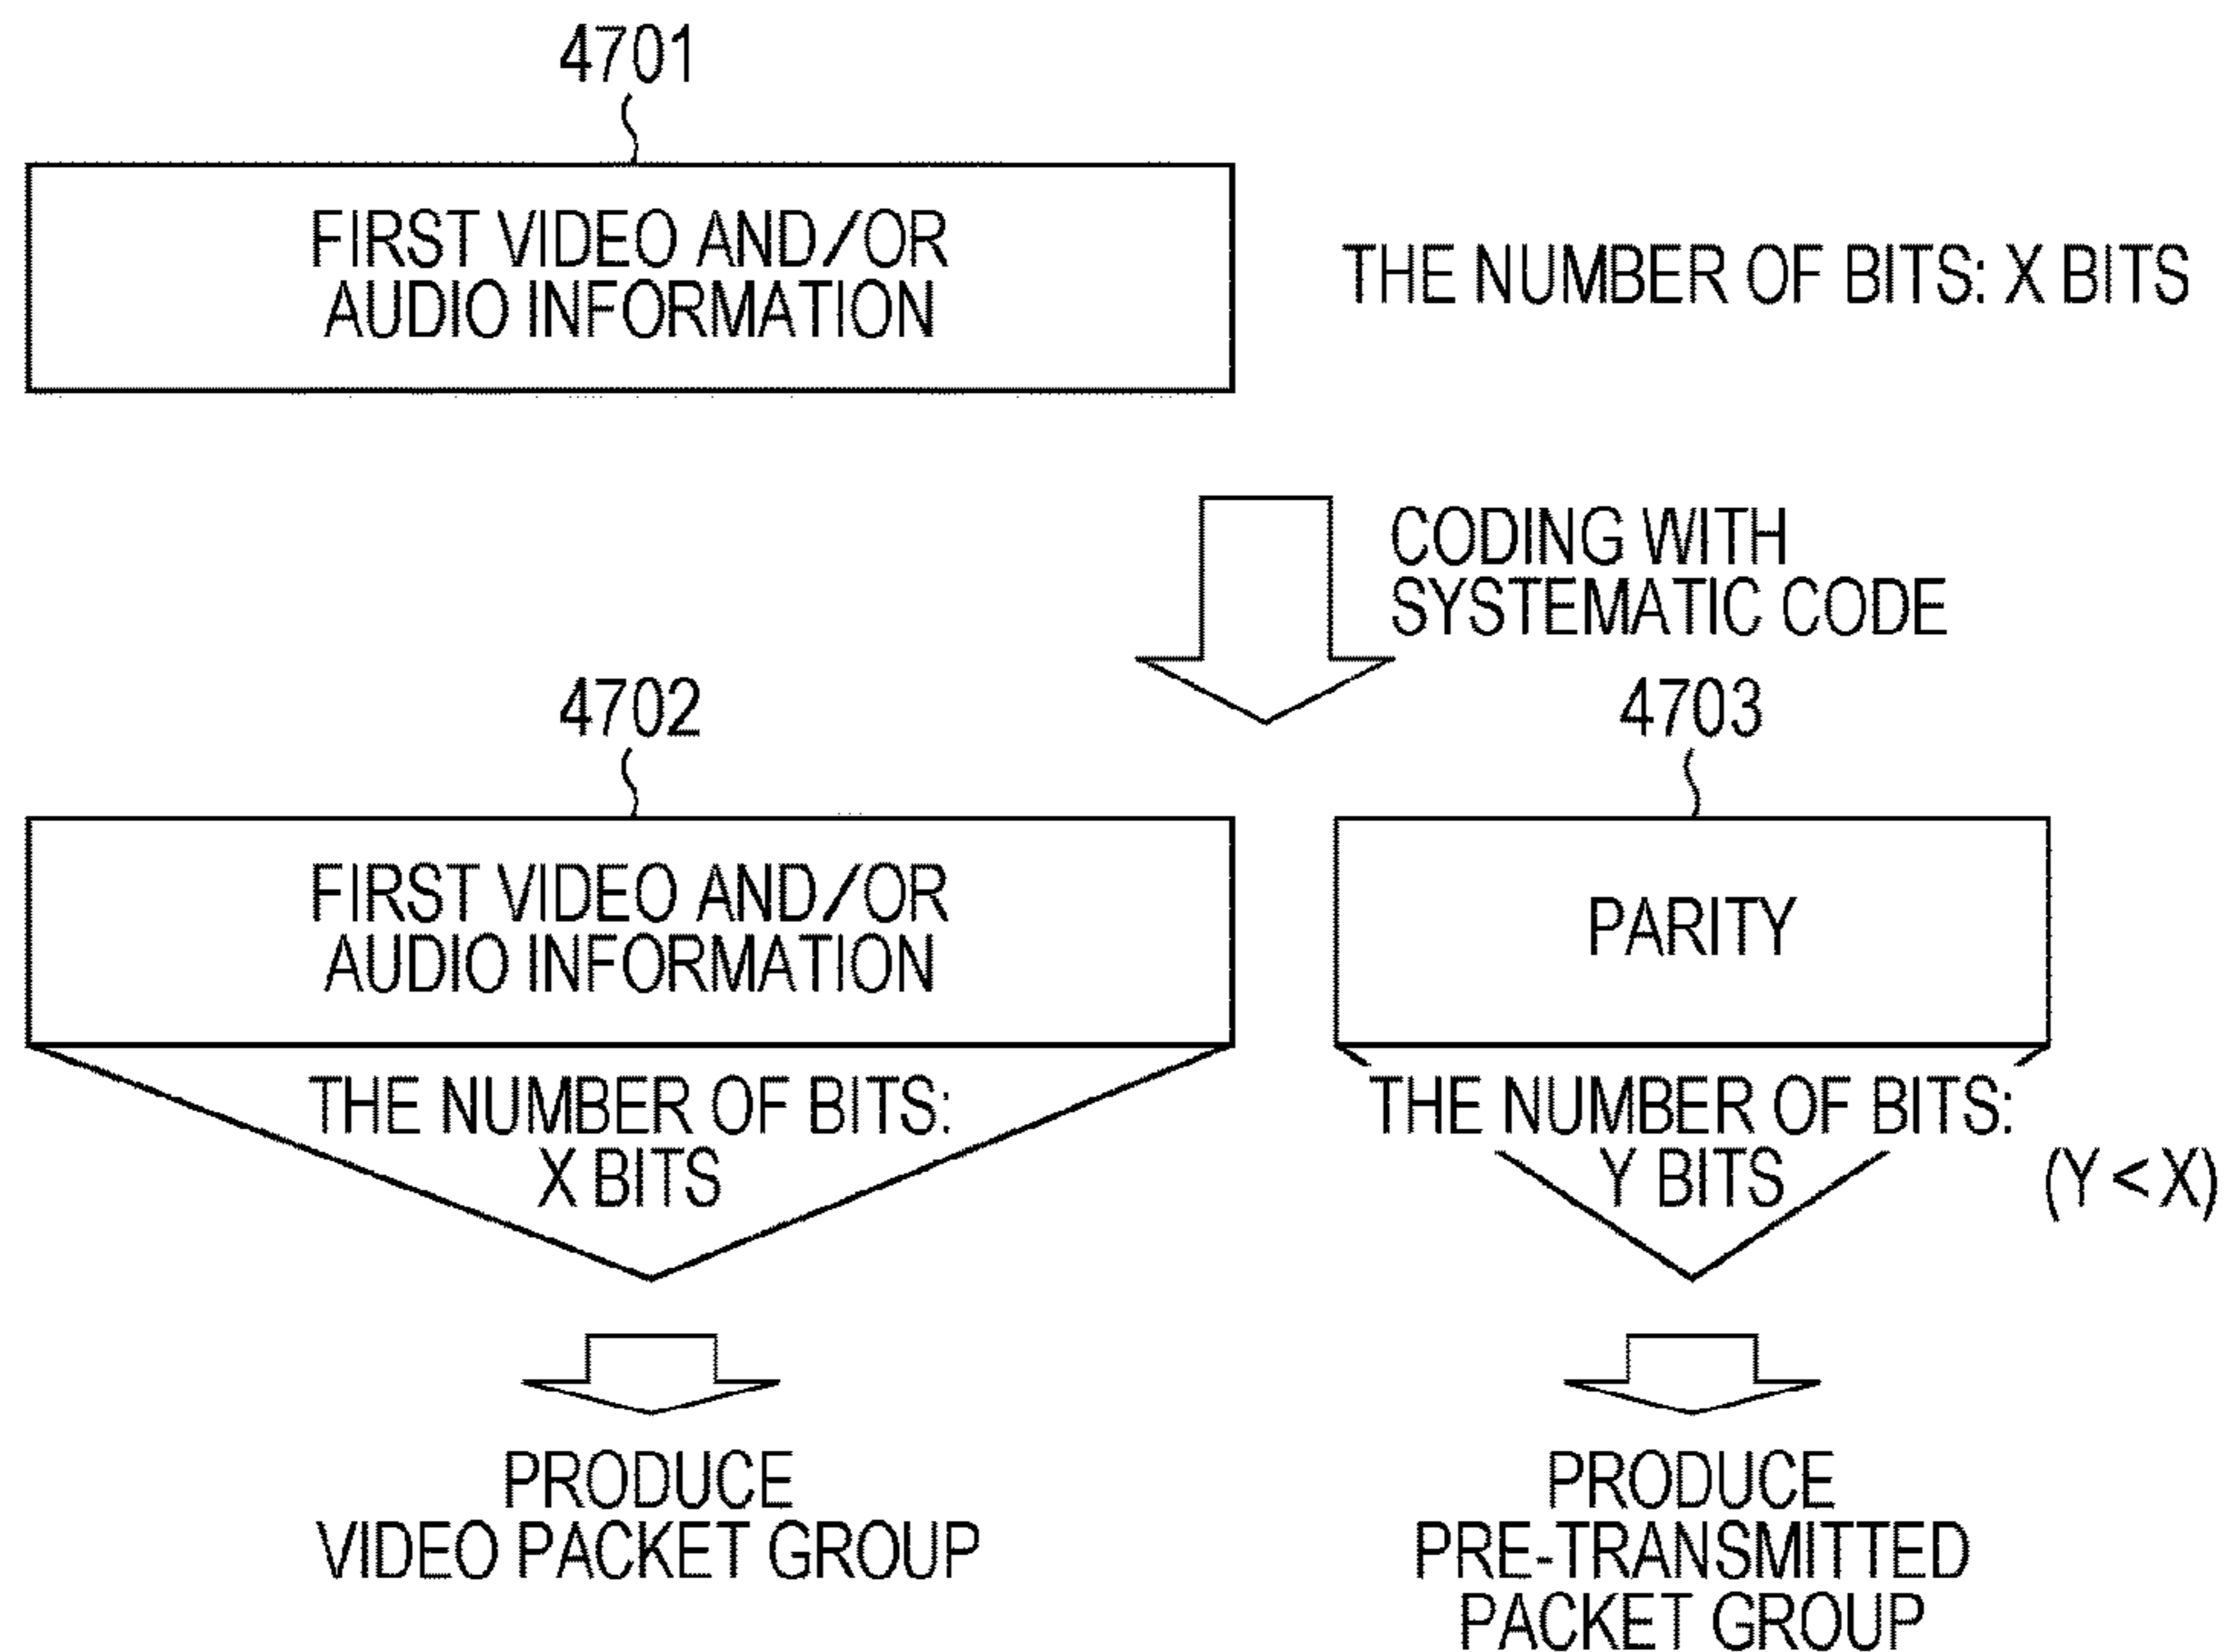 4701
FIRST VIDEO AND/OR
AUDIO INFORMATION
THE NUMBER OF BITS: X BITS
CODING WITH
SYSTEMATIC CODE
4702
4703
FIRST VIDEO AND/OR
AUDIO INFORMATION
PARITY
THE NUMBER OF BITS:
X BITS
THE NUMBER OF BITS:
Y BITS
(Y < X)
PRODUCE
VIDEO PACKET GROUP
PRODUCE
PRE-TRANSMITTED
PACKET GROUP